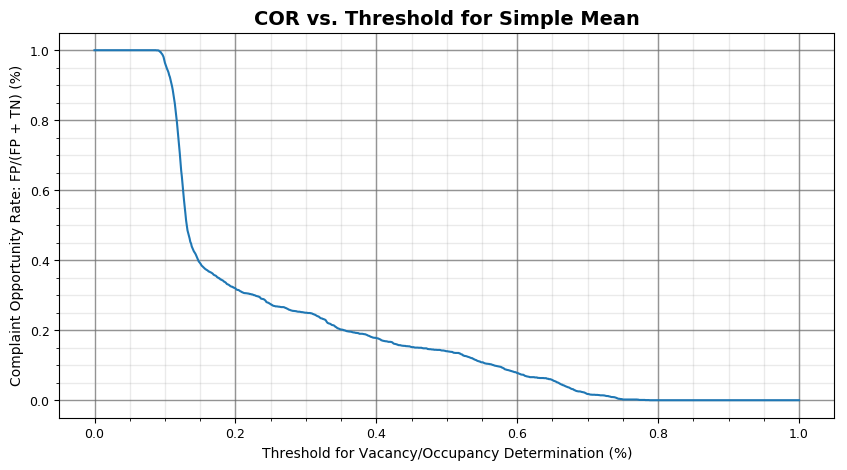 COR vs. Threshold for Simple Mean
Complaint Opportunity Rate: FP/(FP + TN) (%)
1.0
0.8
0.6
0.4
0.2
0.0
0.0 0.2 0.4 0.6 0.8 1.0
Threshold for Vacancy/Occupancy Determination (%)